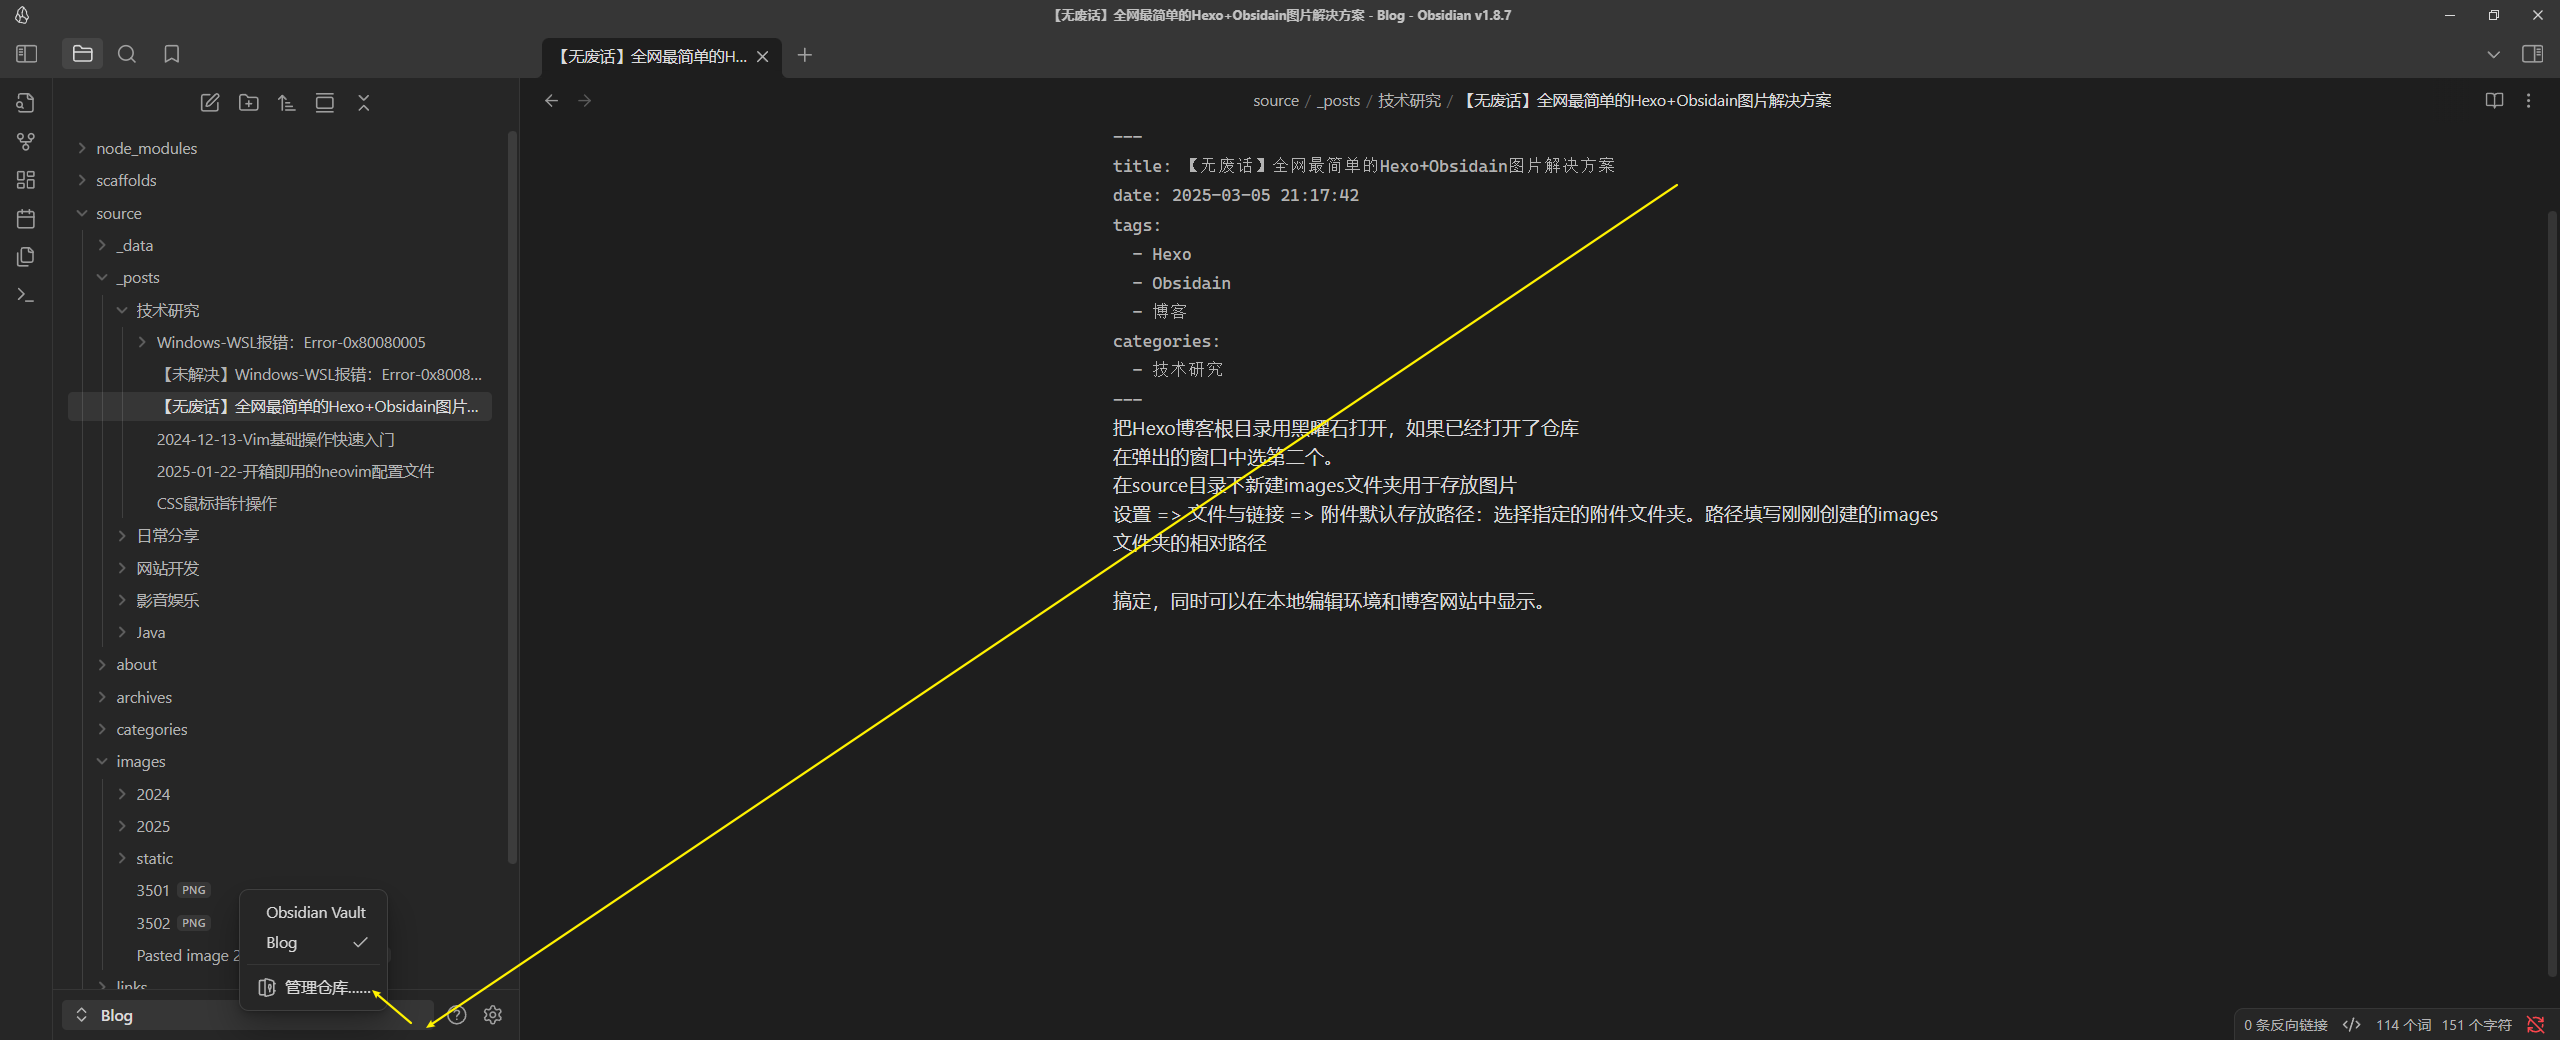 【无废话】全网最简单的Hexo+Obsidain图片解决方案 - Blog - Obsidian v1.8.7
【无废话】全网最简单的H...
source / _posts / 技术研究 / 【无废话】全网最简单的Hexo+Obsidain图片解决方案
node_modules
scaffolds
source
_data
_posts
技术研究
Windows-WSL报错：Error-0x80080005
【未解决】Windows-WSL报错：Error-0x8008...
【无废话】全网最简单的Hexo+Obsidain图片...
2024-12-13-Vim基础操作快速入门
2025-01-22-开箱即用的neovim配置文件
CSS鼠标指针操作
日常分享
网站开发
影音娱乐
Java
about
archives
categories
images
2024
2025
static
3501 PNG
3502 PNG
Pasted image 2
links
Obsidian Vault
Blog
管理仓库......
Blog
---
title: 【无废话】全网最简单的Hexo+Obsidain图片解决方案
date: 2025-03-05 21:17:42
tags:
- Hexo
- Obsidain
- 博客
categories:
- 技术研究
---
把Hexo博客根目录用黑曜石打开，如果已经打开了仓库
在弹出的窗口中选第二个。
在source目录下新建images文件夹用于存放图片
设置 => 文件与链接 => 附件默认存放路径：选择指定的附件文件夹。路径填写刚刚创建的images
文件夹的相对路径
搞定，同时可以在本地编辑环境和博客网站中显示。
0 条反向链接 </> 114 个词 151 个字符